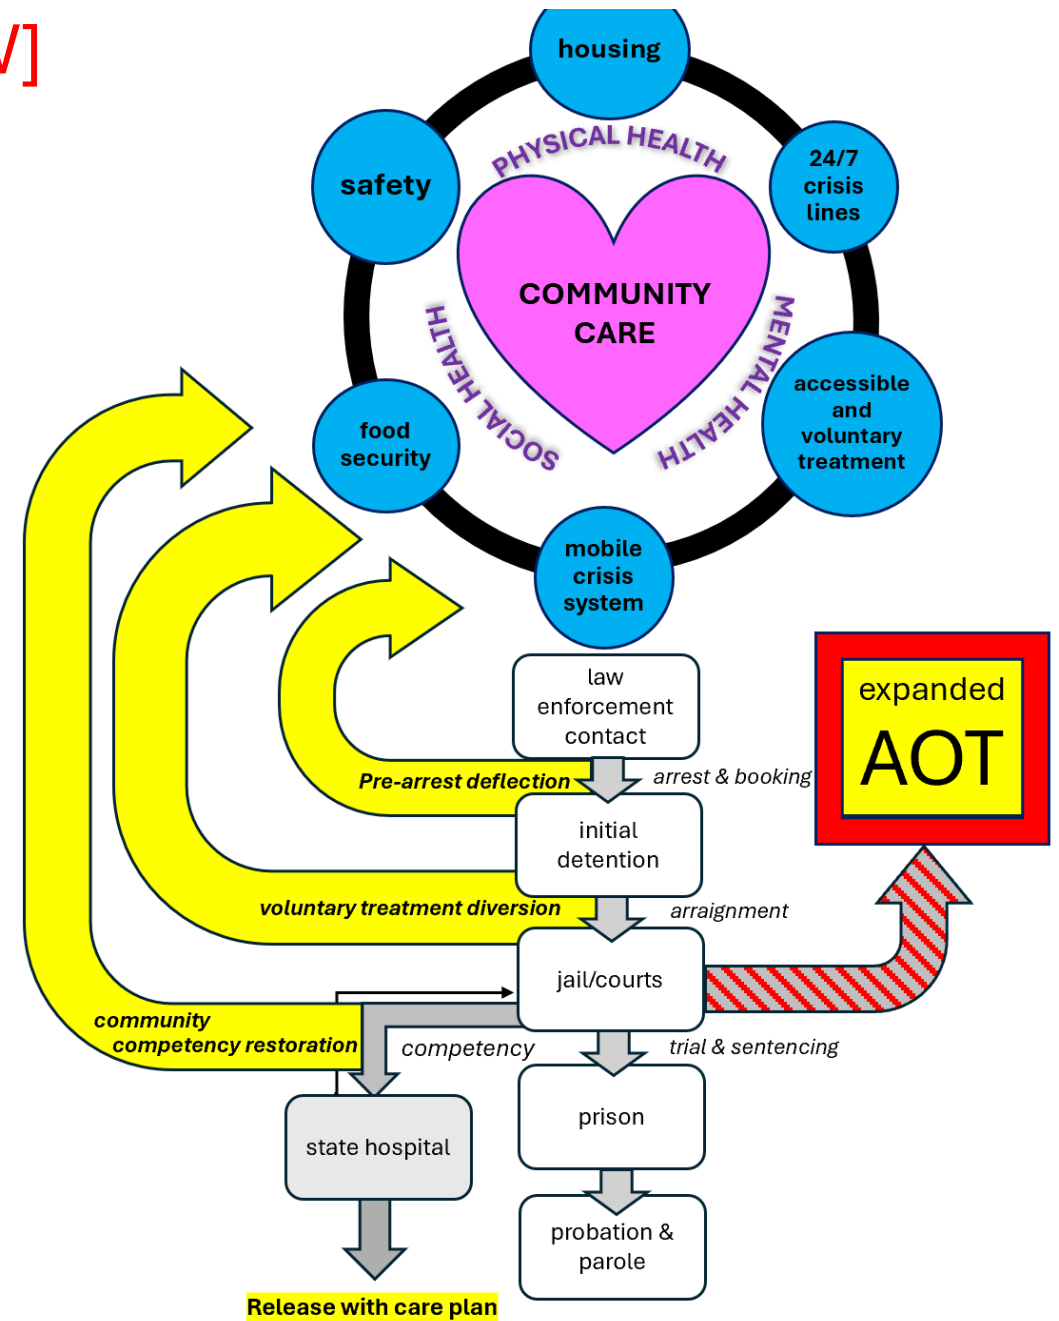 housing
PHYSICAL HEALTH
safety
24/7
crisis
lines
COMMUNITY
CARE
SOCIAL HEALTH
MENTAL HEALTH
accessible
and
voluntary
treatment
food
security
mobile
crisis
system
law
enforcement
contact
expanded
AOT
Pre-arrest deflection
arrest & booking
initial
detention
voluntary treatment diversion
arraignment
jail/courts
community
competency restoration
competency
trial & sentencing
prison
state hospital
probation &
parole
Release with care plan